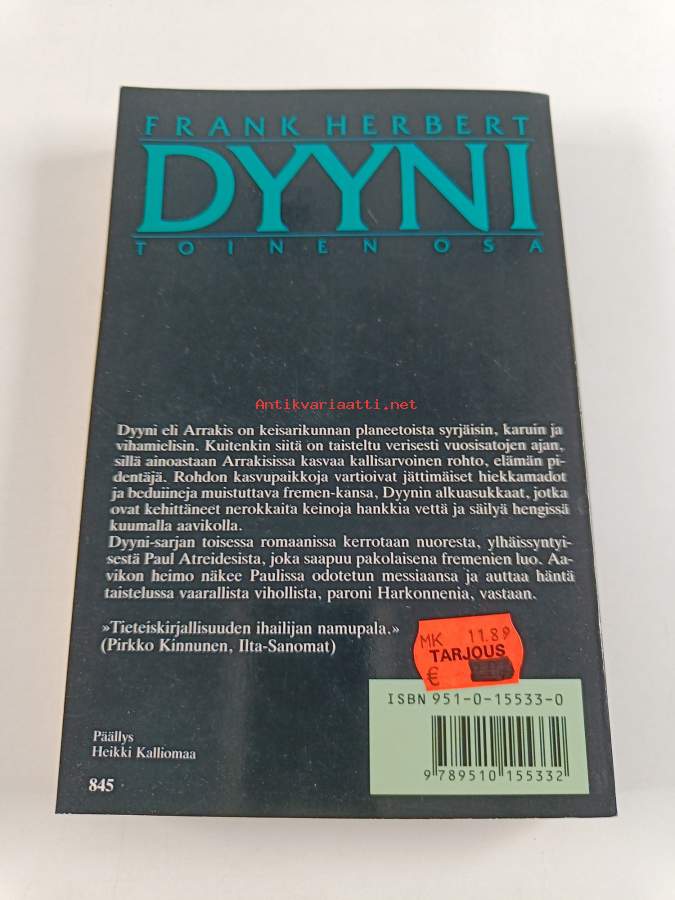 FRANK HERBERT
DYYNI
TOINEN OSA
Antikvariaatti.net
Dyyni eli Arrakis on keisarikunnan planeetoista syrjäisin, karuin ja
vihamielisin. Kuitenkin siitä on taisteltu verisesti vuosisatojen ajan,
sillä ainoastaan Arrakisissa kasvaa kallisarvoinen rohto, elämän pi-
dentäjä. Rohdon kasvupaikkoja vartioivat jättimäiset hiekkamadot
ja beduiineja muistuttava fremen-kansa, Dyynin alkuasukkaat, jotka
ovat kehittäneet nerokkaita keinoja hankkia vettä ja säilyä hengissä
kuumalla aavikolla.
Dyyni-sarjan toisessa romaanissa kerrotaan nuoresta, ylhäissyntyi-
sestä Paul Atreidesista, joka saapuu pakolaisena fremenien luo. Aa-
vikon heimo näkee Paulissa odotetun messiaansa ja auttaa häntä
taistelussa vaarallista vihollista, paroni Harkonnenia, vastaan.
»Tieteiskirjallisuuden ihailijan namupala.»
(Pirkko Kinnunen, Ilta-Sanomat)
MK 11.89
TARJOUS
€
ISBN 951-0-15533-0
9 789510 155332
Päällys
Heikki Kalliomaa
845